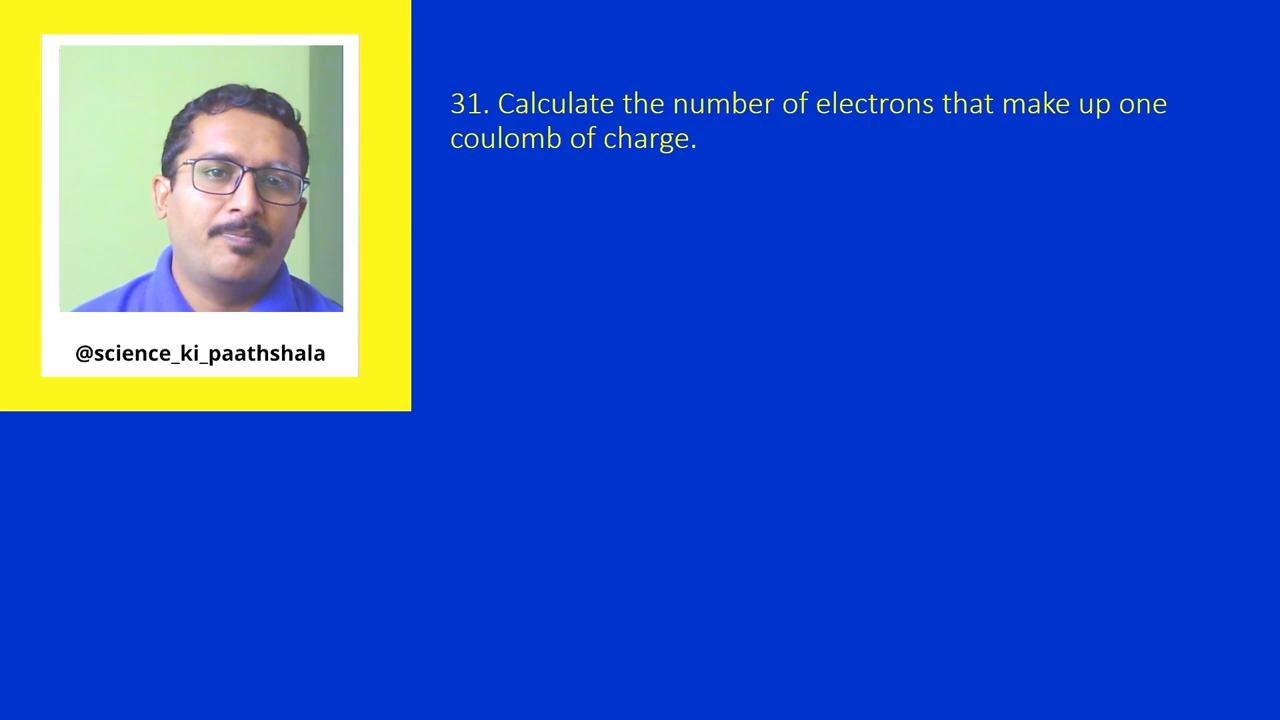 31. Calculate the number of electrons that make up one
coulomb of charge.
@science_ki_paathshala